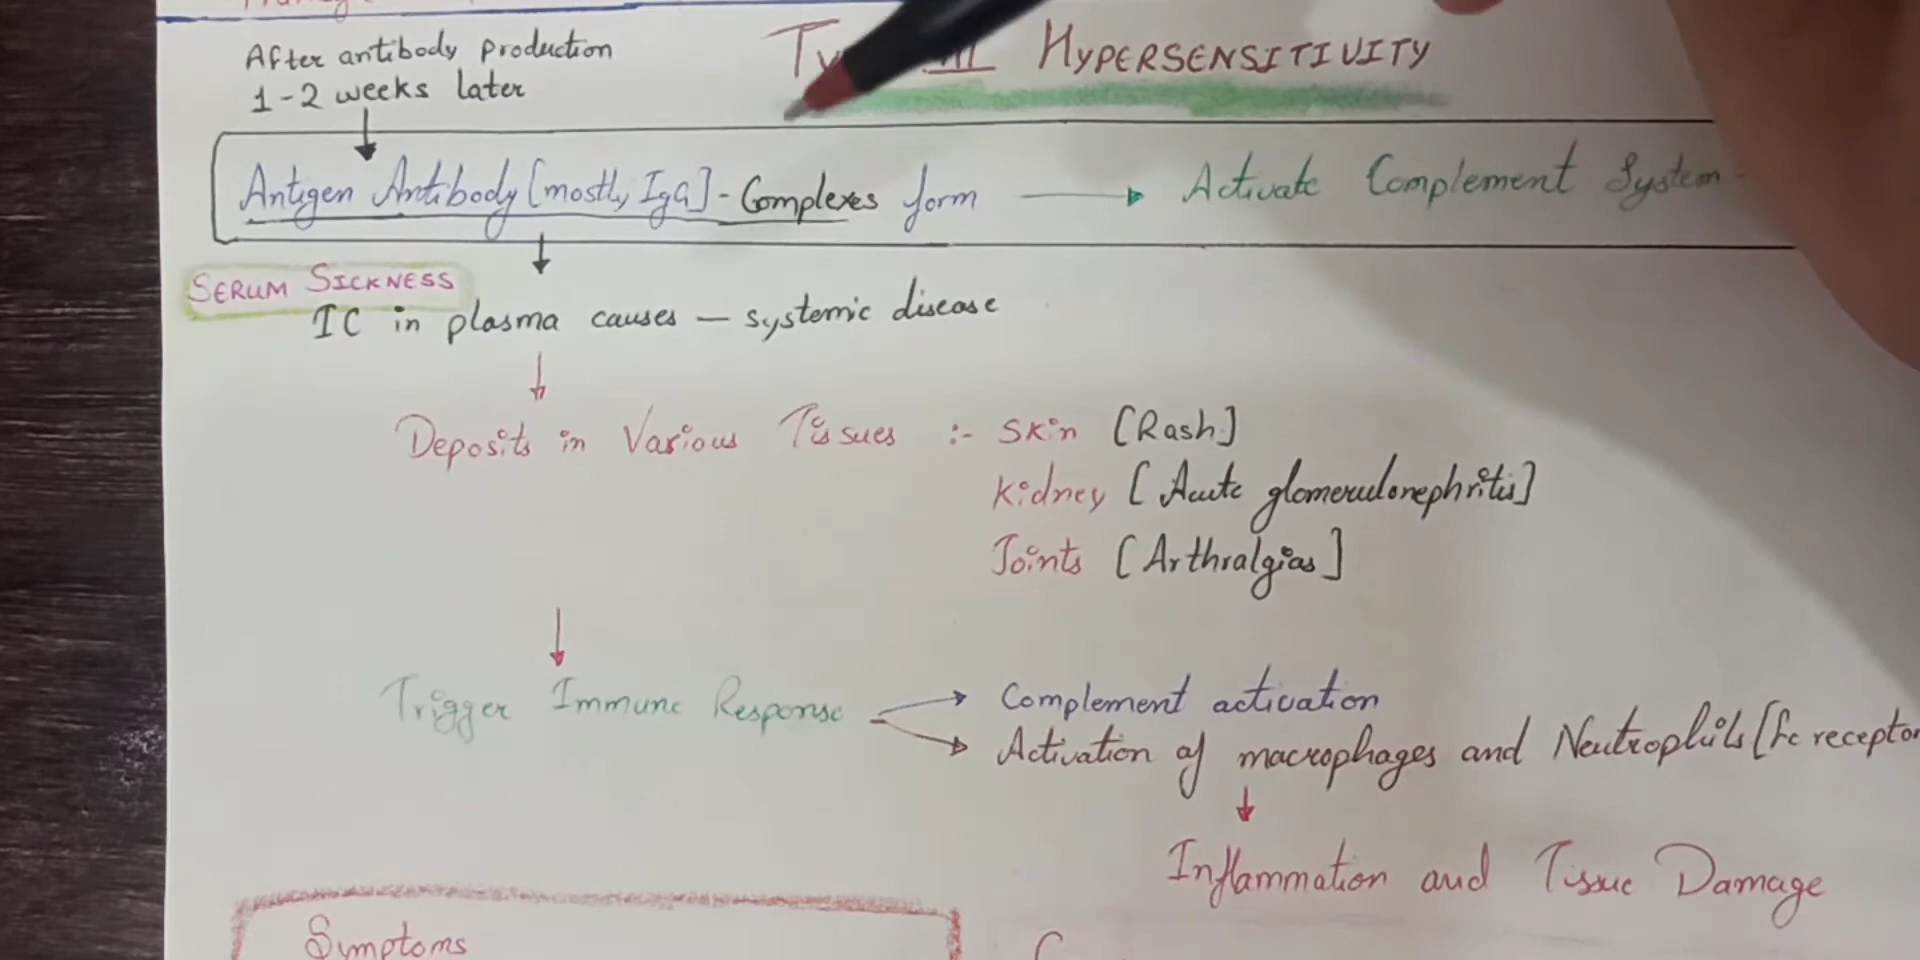 After antibody production
1-2 weeks later
III HYPERSENSITIVITY
Antigen Antibody [mostly IgG] - Complexes form → Activate Complement System -
SERUM SICKNESS
IC in plasma causes — systemic disease
Deposits in Various Tissues :- Skin [Rash]
Kidney [Acute glomerulonephritis]
Joints [Arthralgias]
Trigger Immune Response → Complement activation
→ Activation of macrophages and Neutrophils [Fc receptor
Inflammation and Tissue Damage
Symptoms